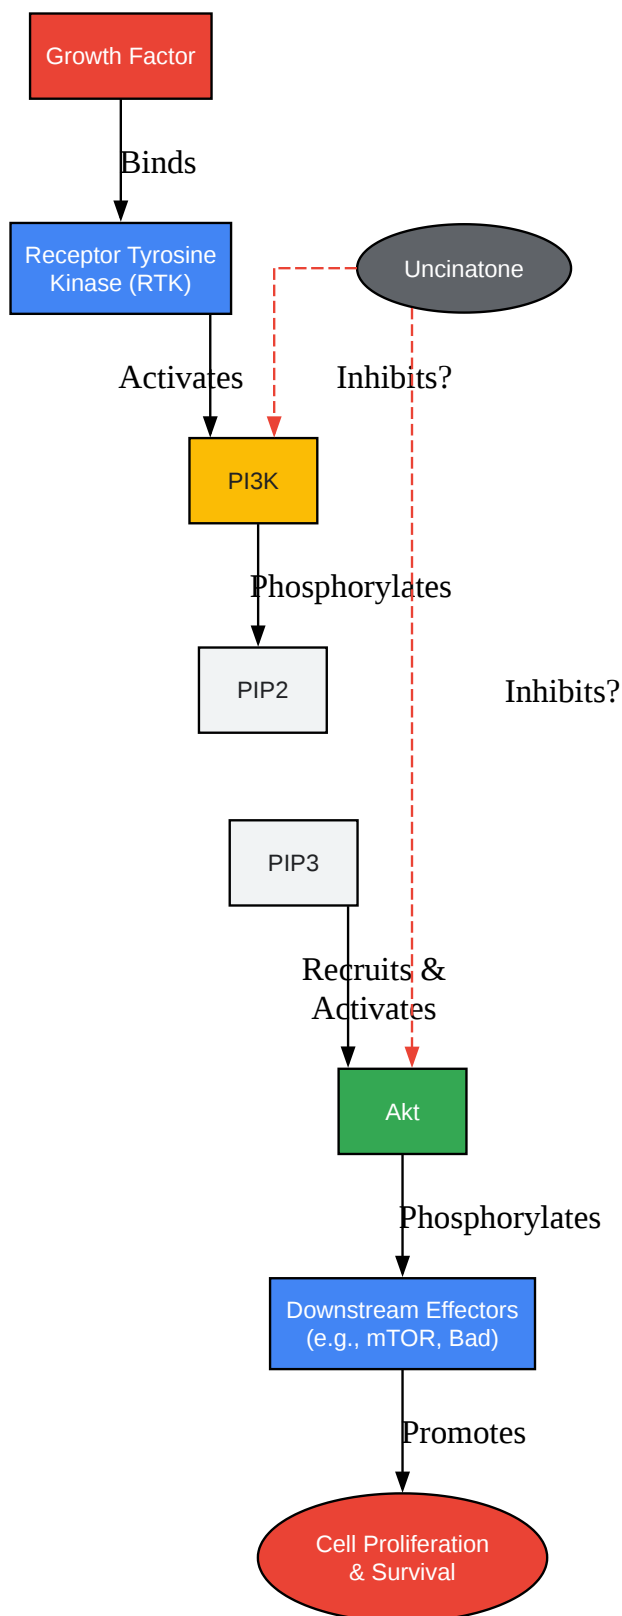 Growth Factor
Binds
Receptor Tyrosine
Kinase (RTK)
Uncinatone
Activates
Inhibits?
PI3K
Phosphorylates
PIP2
Inhibits?
PIP3
Recruits &
Activates
Akt
Phosphorylates
Downstream Effectors
(e.g., mTOR, Bad)
Promotes
Cell Proliferation
& Survival